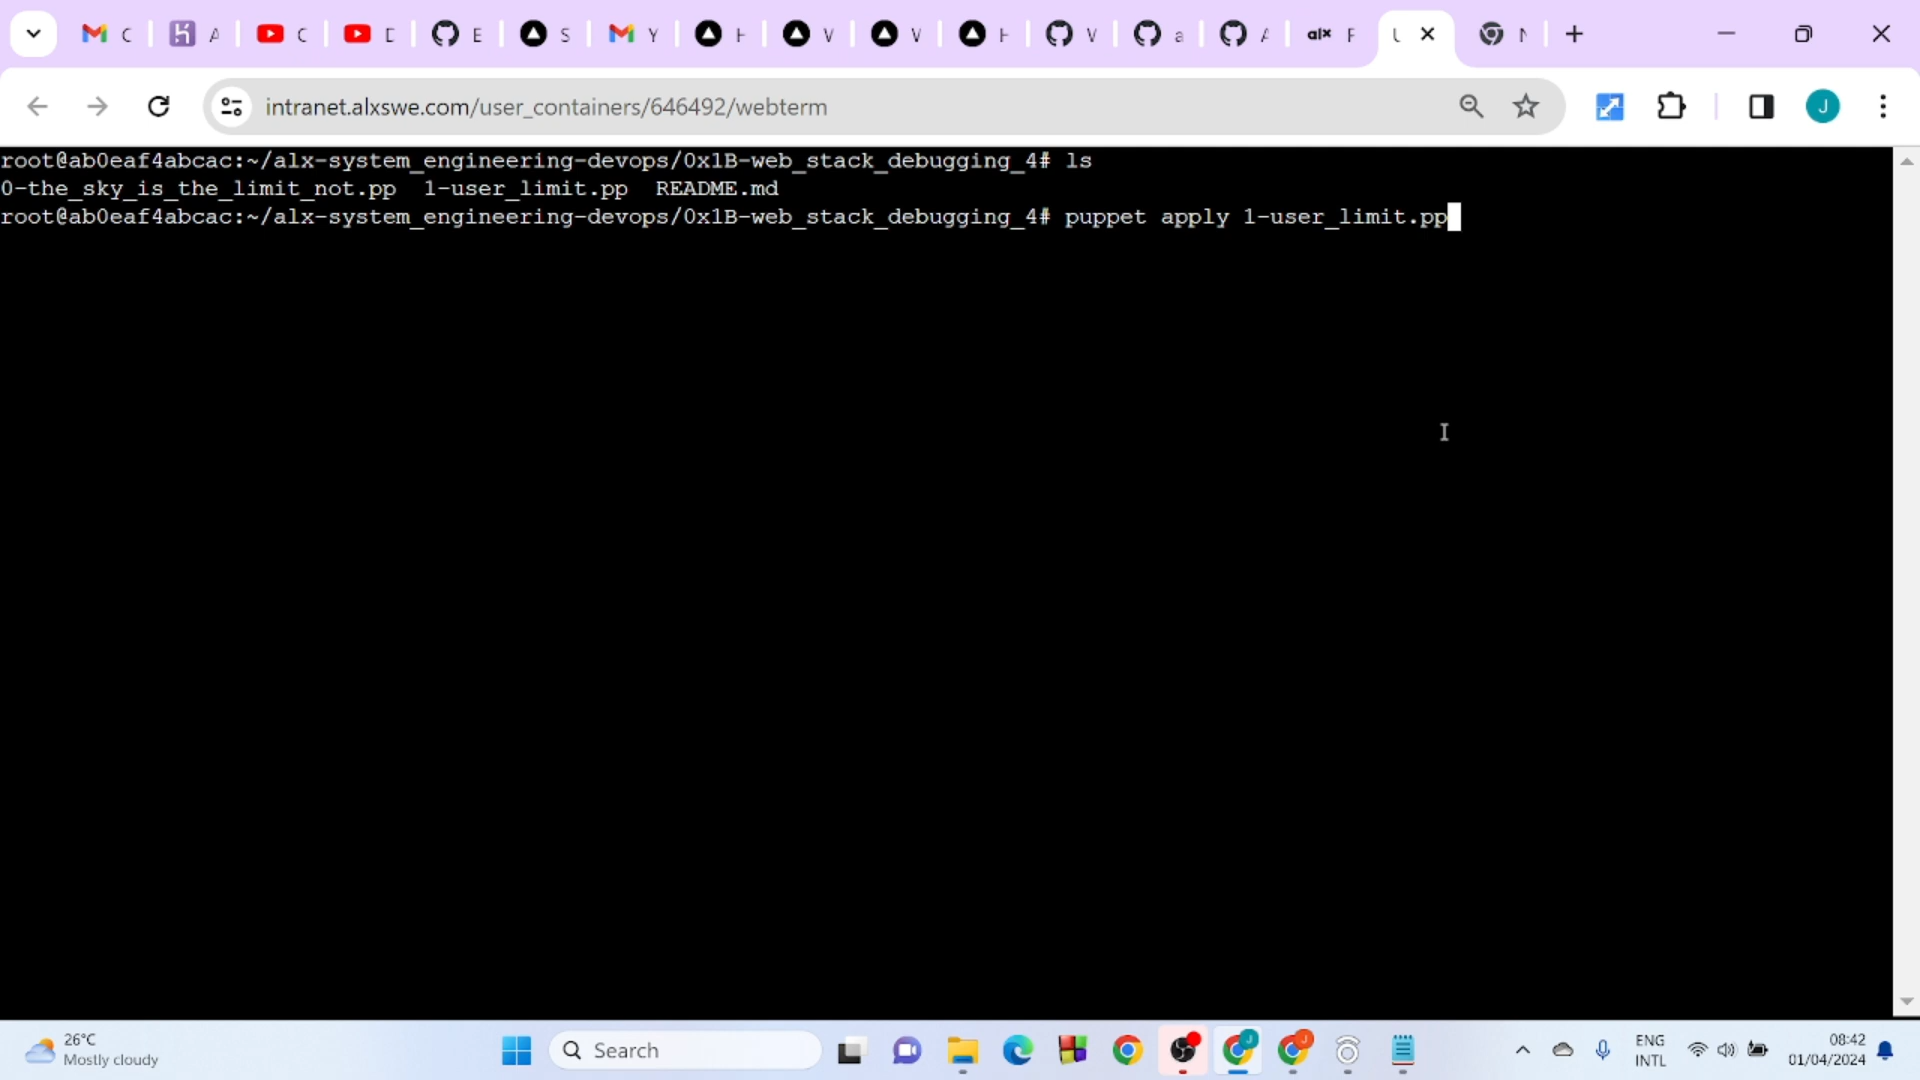 C
A
C
D
E
S
Y
H
V
V
H
V
a
A
alx F
U
N
intranet.alxswe.com/user_containers/646492/webterm
J
root@ab0eaf4abcac:~/alx-system_engineering-devops/0x1B-web_stack_debugging_4# ls
0-the_sky_is_the_limit_not.pp 1-user_limit.pp README.md
root@ab0eaf4abcac:~/alx-system_engineering-devops/0x1B-web_stack_debugging_4# puppet apply 1-user_limit.pp
26°C
Mostly cloudy
Search
J
J
ENG
INTL
08:42
01/04/2024